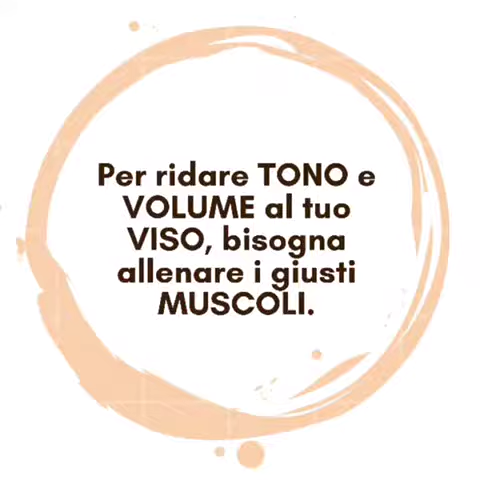 Per ridare TONO e
VOLUME al tuo
VISO, bisogna
allenare i giusti
MUSCOLI.